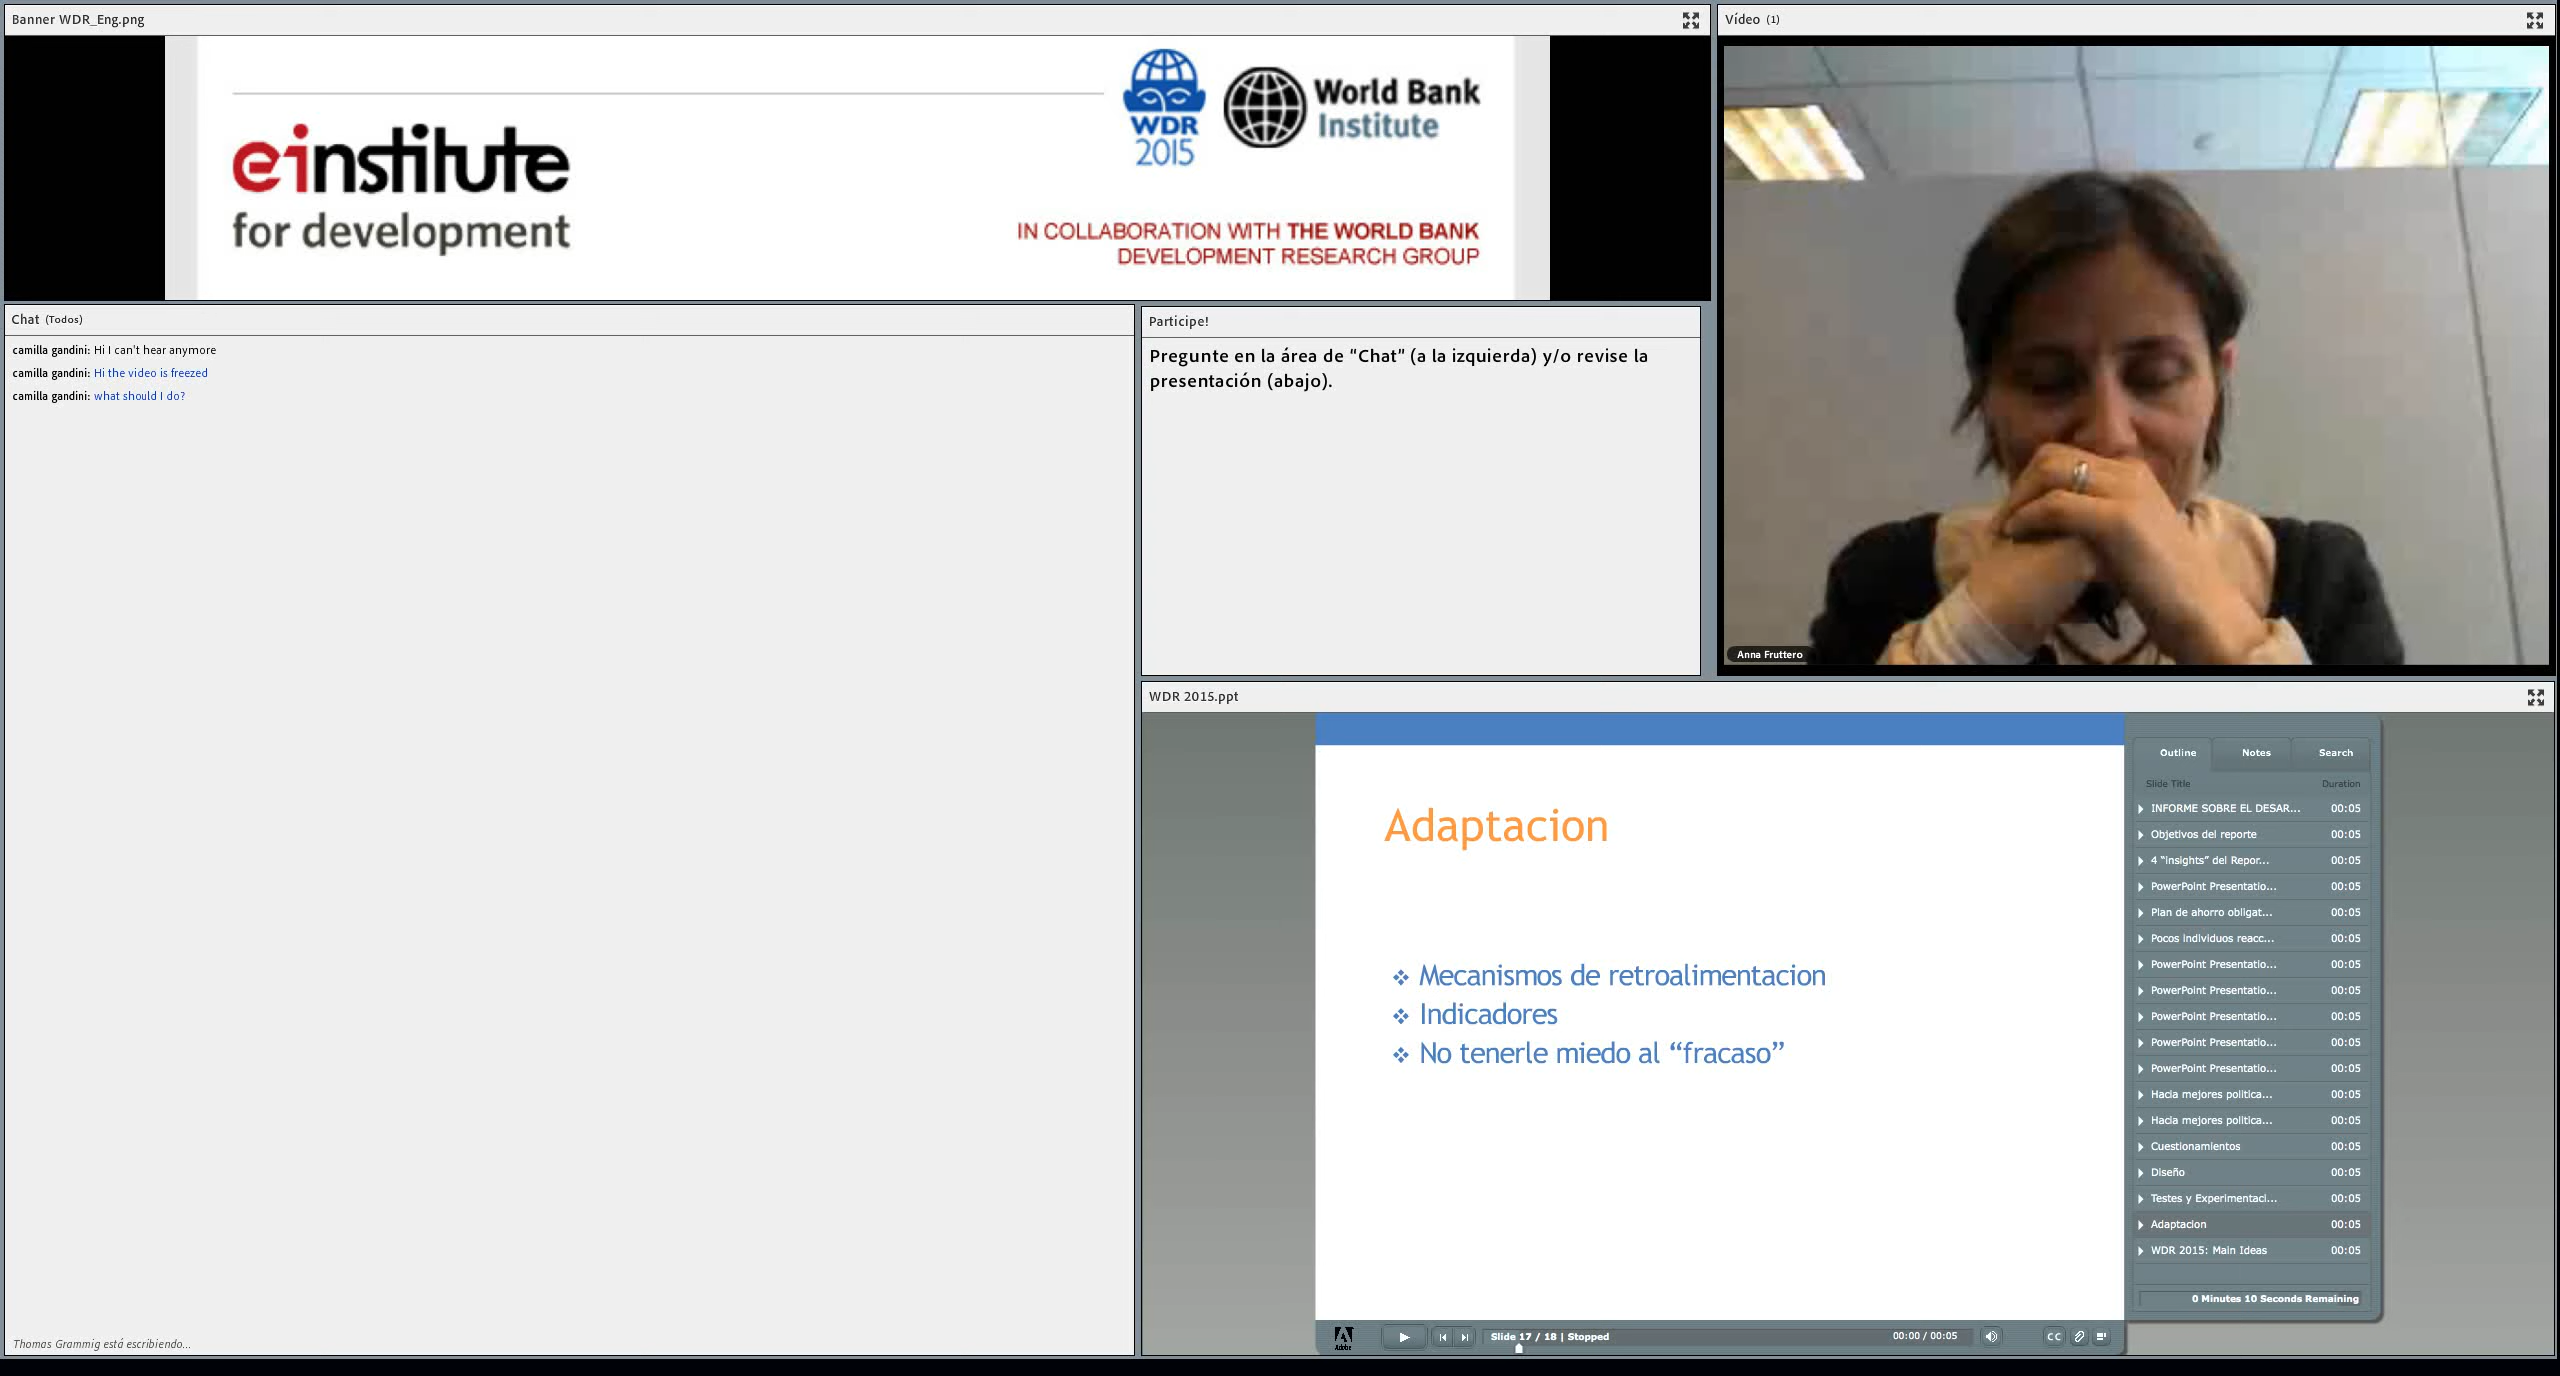 Banner WDR_Eng.png
einstitute
for development
WDR
2015
World Bank
Institute
IN COLLABORATION WITH THE WORLD BANK
DEVELOPMENT RESEARCH GROUP
Vídeo (1)
Anna Fruttero
Chat (Todos)
camilla gandini: Hi I can't hear anymore
camilla gandini: Hi the video is freezed
camilla gandini: what should I do?
Thomas Grammig está escribiendo...
Participe!
Pregunte en la área de "Chat" (a la izquierda) y/o revise la
presentación (abajo).
WDR 2015.ppt
Adaptacion
❖ Mecanismos de retroalimentacion
❖ Indicadores
❖ No tenerle miedo al “fracaso”
Outline Notes Search
Slide Title Duration
INFORME SOBRE EL DESAR... 00:05
Objetivos del reporte 00:05
4 “insights” del Repor... 00:05
PowerPoint Presentatio... 00:05
Plan de ahorro obligat... 00:05
Pocos individuos reacc... 00:05
PowerPoint Presentatio... 00:05
PowerPoint Presentatio... 00:05
PowerPoint Presentatio... 00:05
PowerPoint Presentatio... 00:05
PowerPoint Presentatio... 00:05
Hacia mejores politica... 00:05
Hacia mejores politica... 00:05
Cuestionamientos 00:05
Diseño 00:05
Testes y Experimentaci... 00:05
Adaptacion 00:05
WDR 2015: Main Ideas 00:05
0 Minutes 10 Seconds Remaining
Adobe
Slide 17 / 18 | Stopped 00:00 / 00:05
CC